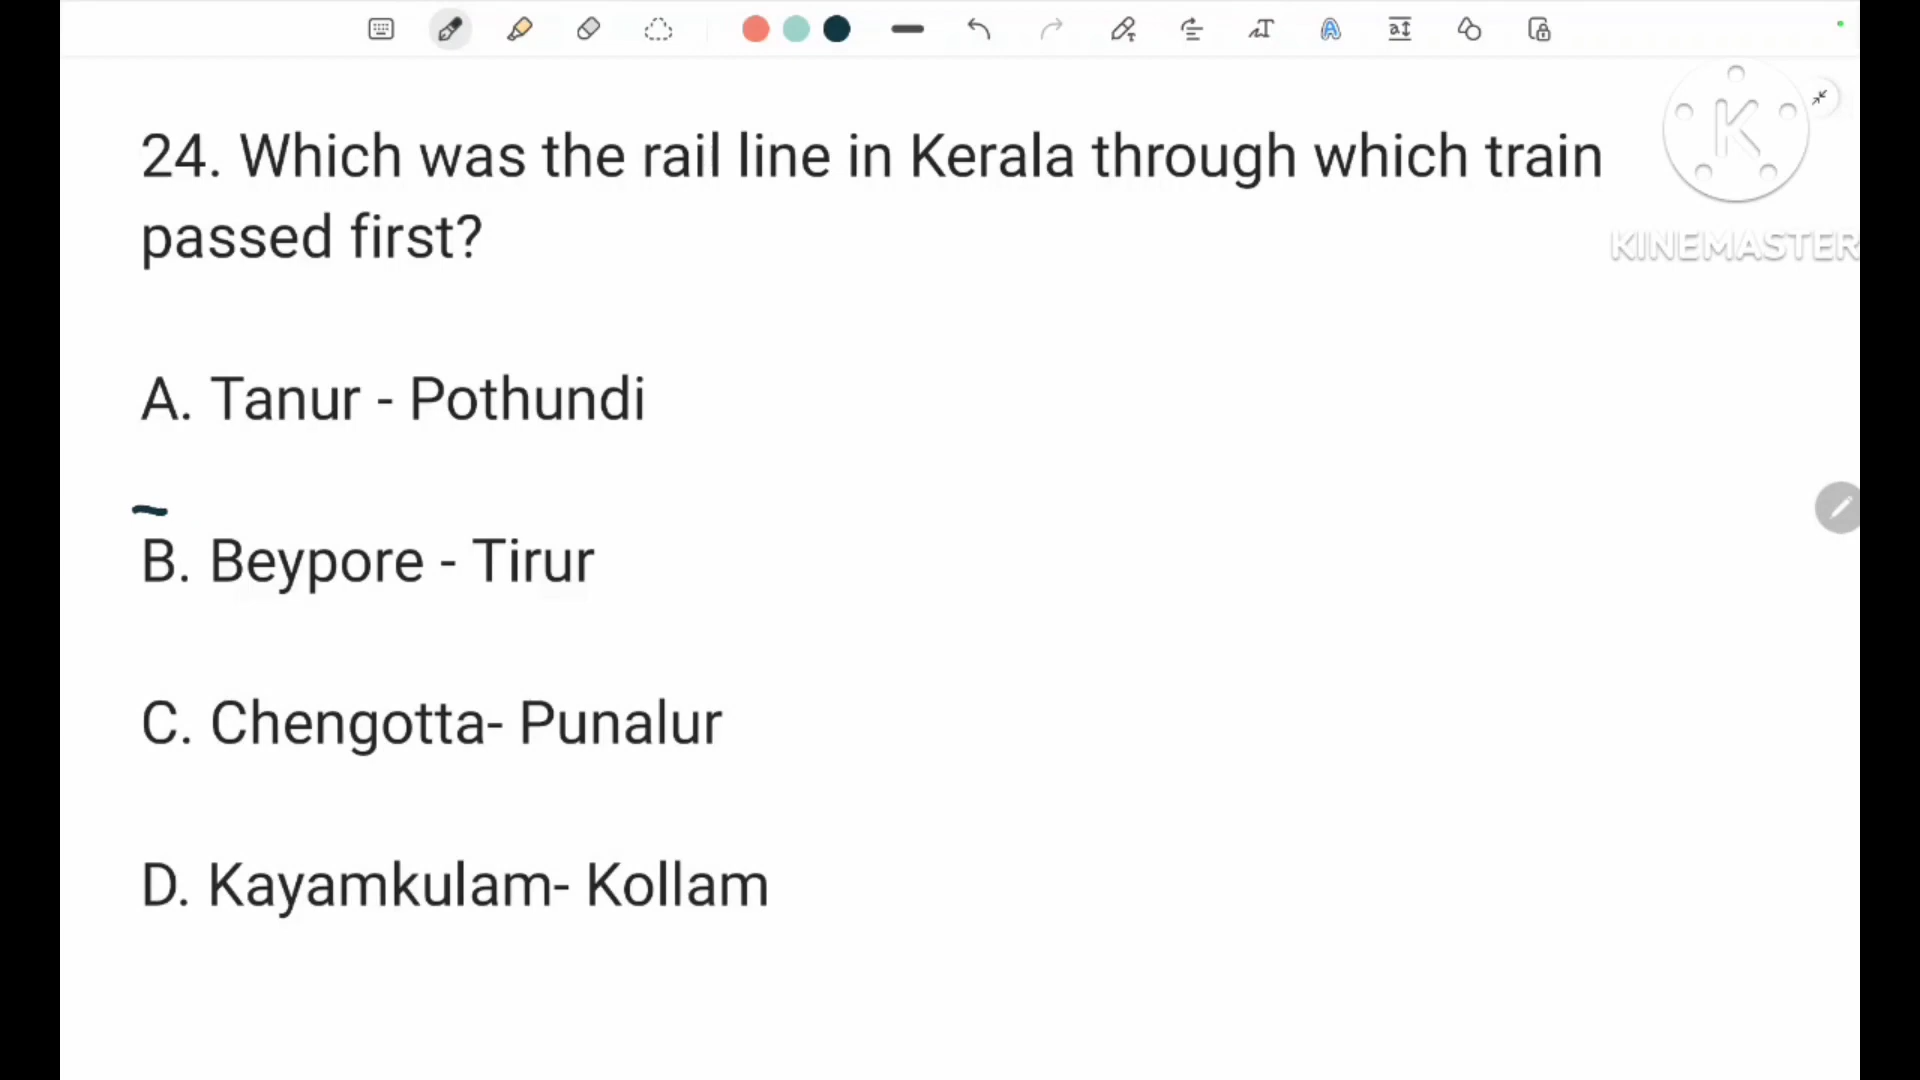 24. Which was the rail line in Kerala through which train
passed first?
A. Tanur - Pothundi
B. Beypore - Tirur
C. Chengotta- Punalur
D. Kayamkulam- Kollam
K
KINEMASTER